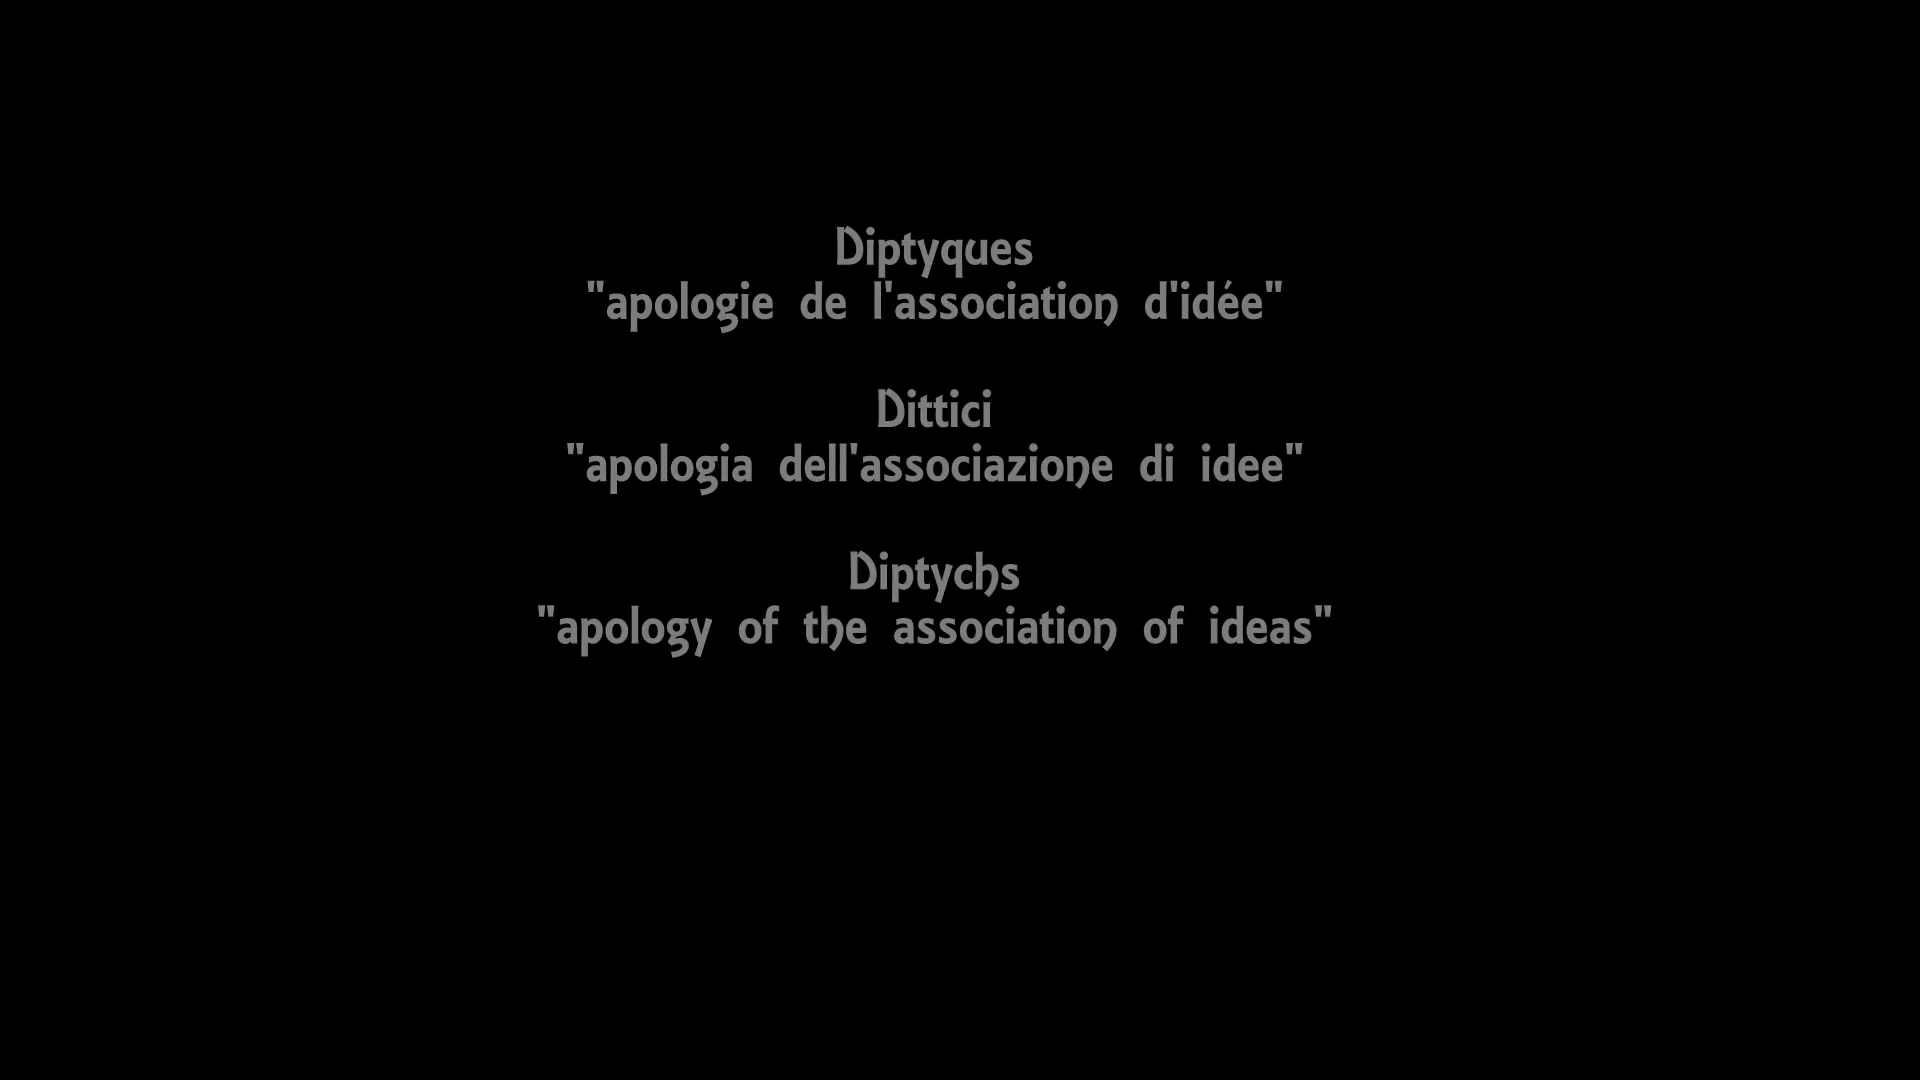 Diptyques
"apologie de l'association d'idée"
Dittici
"apologia dell'associazione di idee"
Diptychs
"apology of the association of ideas"